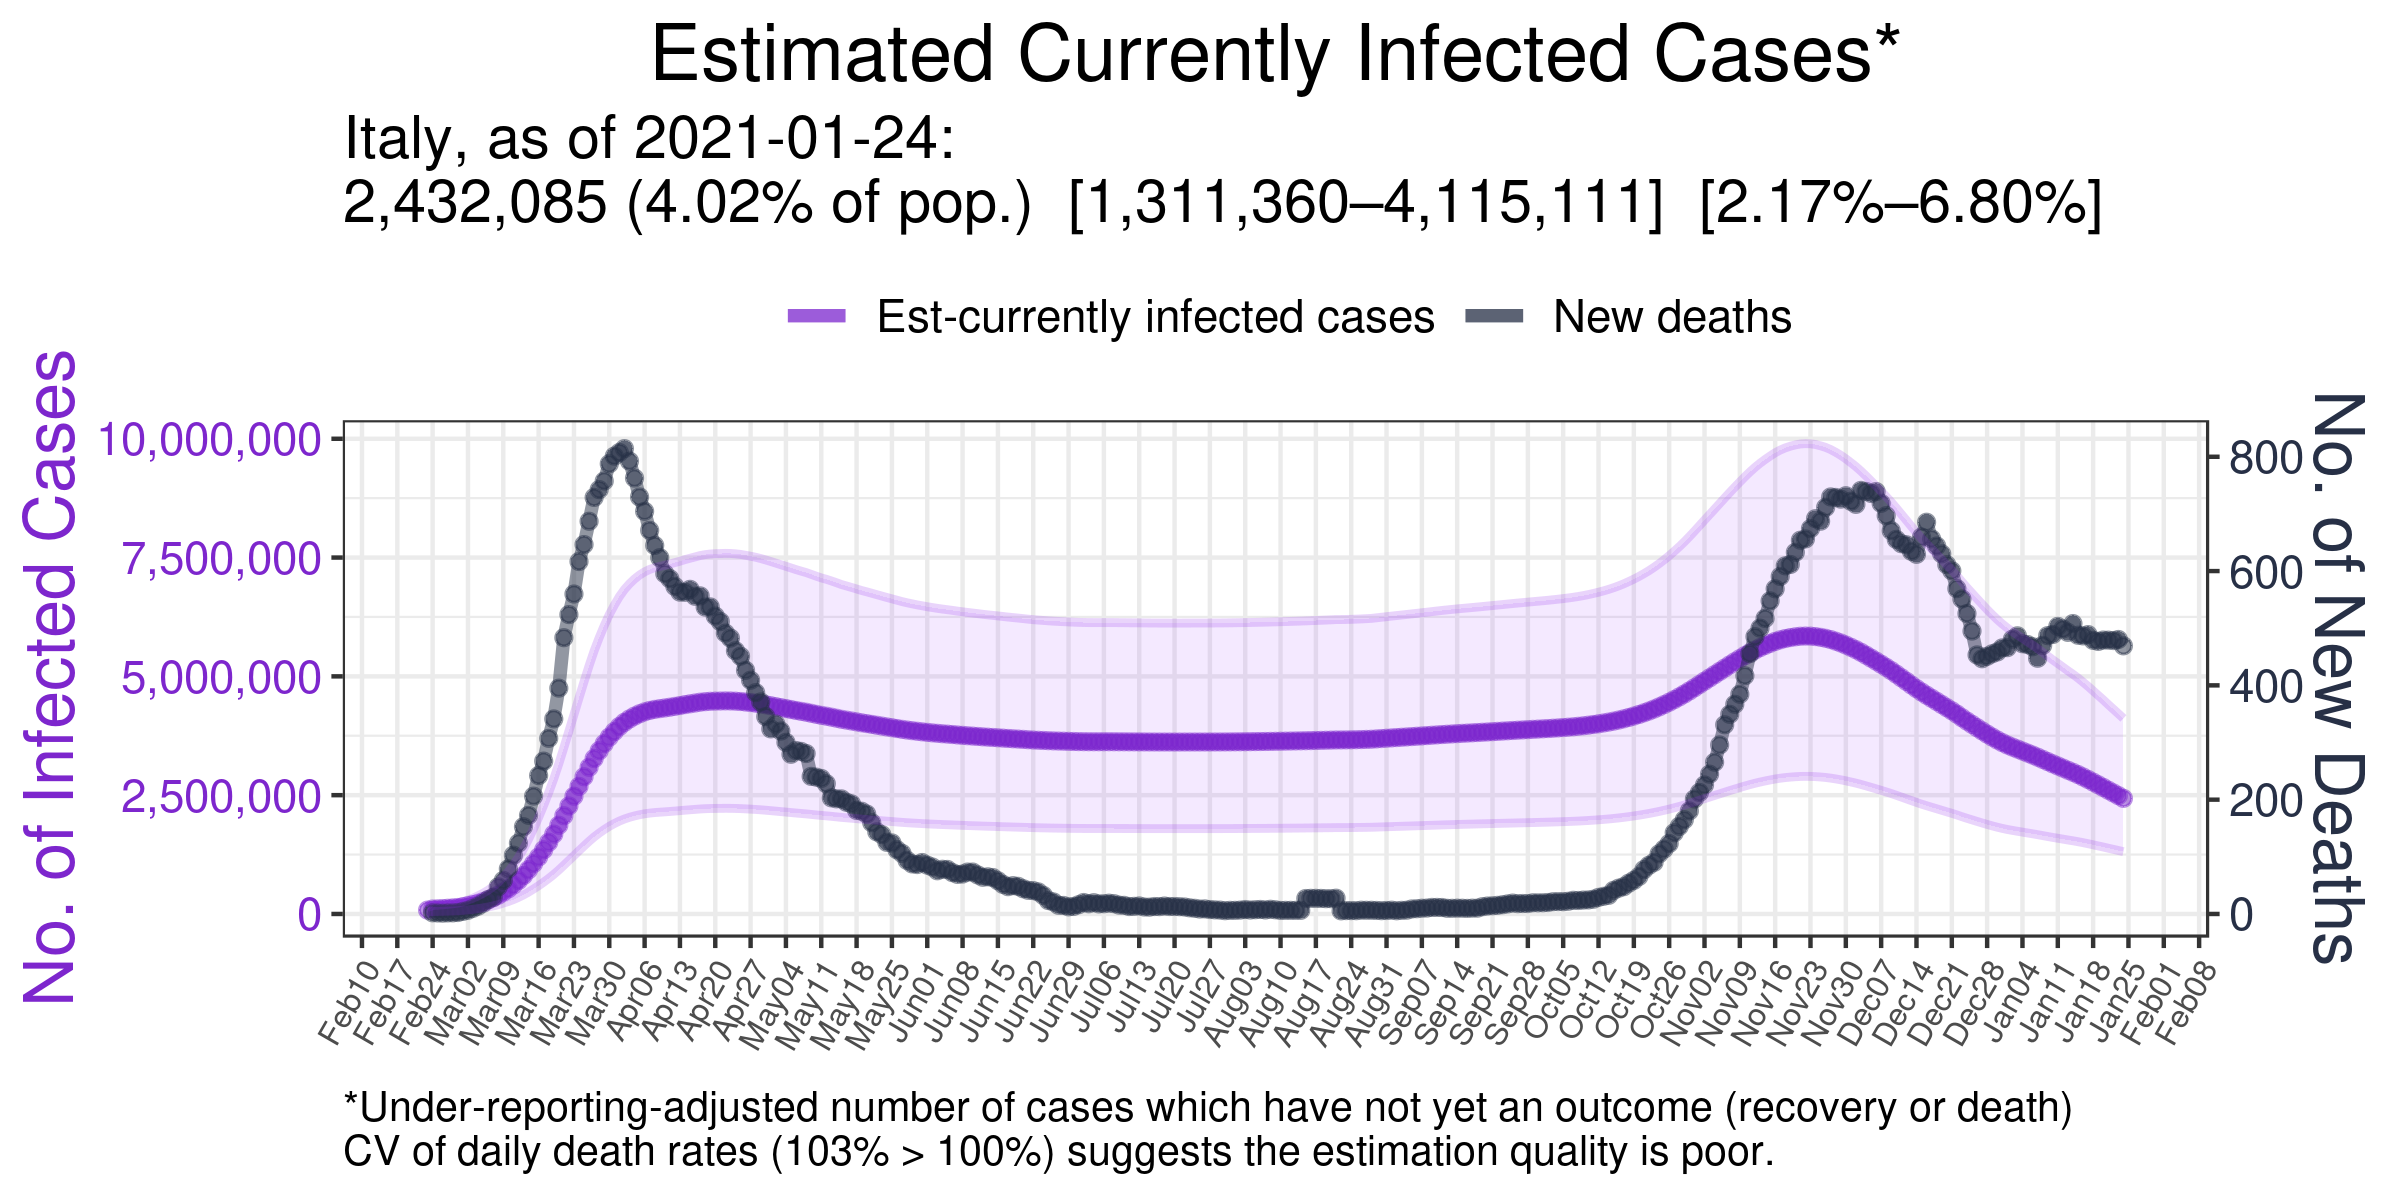 Estimated Currently Infected Cases*
Italy, as of 2021-01-24:
2,432,085 (4.02% of pop.) [1,311,360–4,115,111] [2.17%–6.80%]
Est-currently infected cases
New deaths
No. of Infected Cases
10,000,000
7,500,000
5,000,000
2,500,000
0
800
600
400
200
0
No. of New Deaths
Feb10
Feb17
Feb24
Mar02
Mar09
Mar16
Mar23
Mar30
Apr06
Apr13
Apr20
Apr27
May04
May11
May18
May25
Jun01
Jun08
Jun15
Jun22
Jun29
Jul06
Jul13
Jul20
Jul27
Aug03
Aug10
Aug17
Aug24
Aug31
Sep07
Sep14
Sep21
Sep28
Oct05
Oct12
Oct19
Oct26
Nov02
Nov09
Nov16
Nov23
Nov30
Dec07
Dec14
Dec21
Dec28
Jan04
Jan11
Jan18
Jan25
Feb01
Feb08
*Under-reporting-adjusted number of cases which have not yet an outcome (recovery or death)
CV of daily death rates (103% > 100%) suggests the estimation quality is poor.